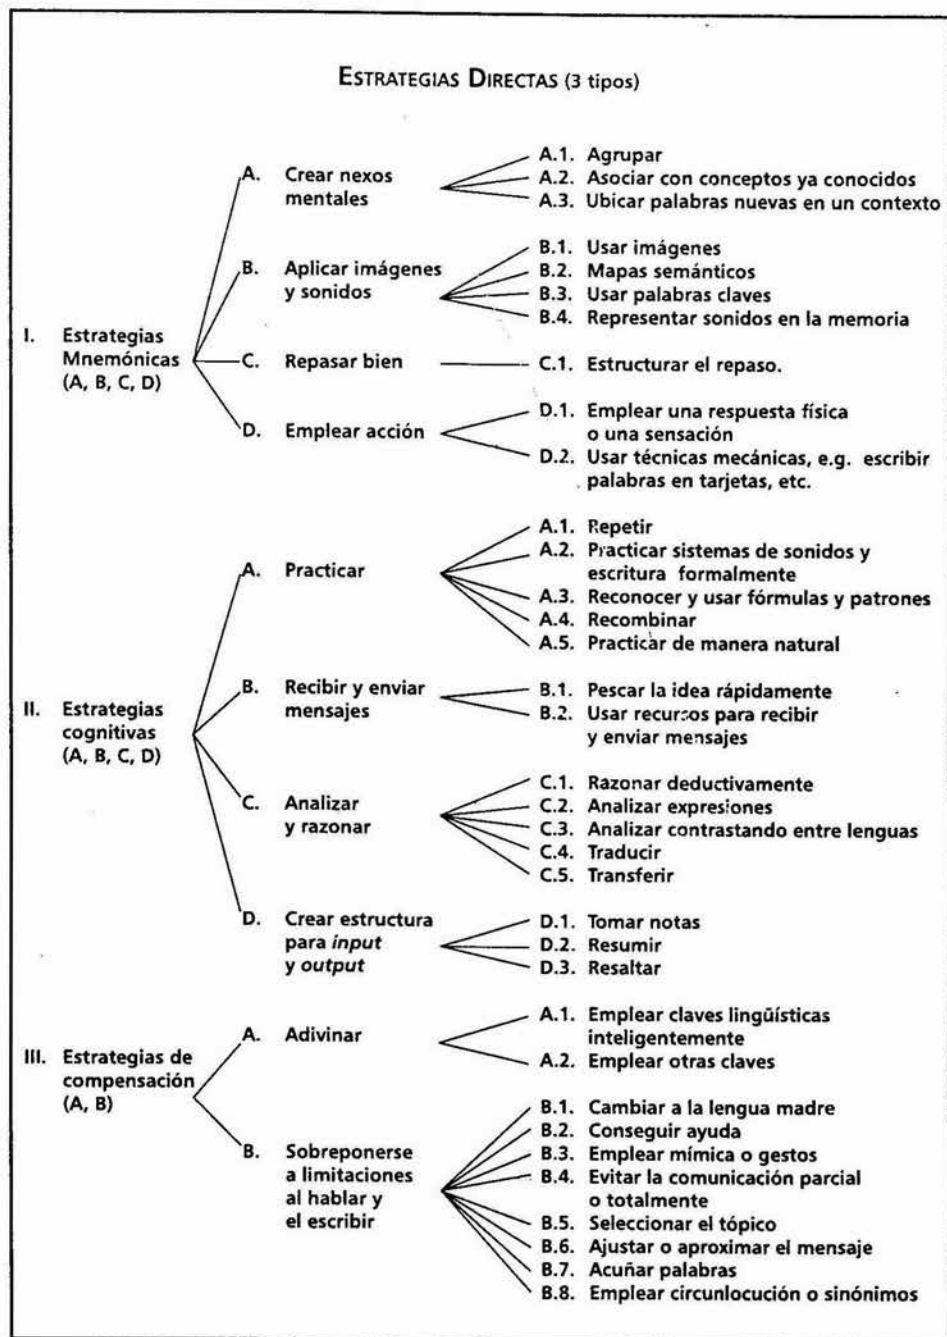 ESTRATEGIAS DIRECTAS (3 tipos)
I. Estrategias
Mnemónicas
(A, B, C, D)
A. Crear nexos
mentales
A.1. Agrupar
A.2. Asociar con conceptos ya conocidos
A.3. Ubicar palabras nuevas en un contexto
B. Aplicar imágenes
y sonidos
B.1. Usar imágenes
B.2. Mapas semánticos
B.3. Usar palabras claves
B.4. Representar sonidos en la memoria
C. Repasar bien
C.1. Estructurar el repaso.
D. Emplear acción
D.1. Emplear una respuesta física
o una sensación
D.2. Usar técnicas mecánicas, e.g. escribir
palabras en tarjetas, etc.
II. Estrategias
cognitivas
(A, B, C, D)
A. Practicar
A.1. Repetir
A.2. Practicar sistemas de sonidos y
escritura formalmente
A.3. Reconocer y usar fórmulas y patrones
A.4. Recombinar
A.5. Practicar de manera natural
B. Recibir y enviar
mensajes
B.1. Pescar la idea rápidamente
B.2. Usar recursos para recibir
y enviar mensajes
C. Analizar
y razonar
C.1. Razonar deductivamente
C.2. Analizar expresiones
C.3. Analizar contrastando entre lenguas
C.4. Traducir
C.5. Transferir
D. Crear estructura
para input
y output
D.1. Tomar notas
D.2. Resumir
D.3. Resaltar
III. Estrategias de
compensación
(A, B)
A. Adivinar
A.1. Emplear claves lingüísticas
inteligentemente
A.2. Emplear otras claves
B. Sobreponerse
a limitaciones
al hablar y
el escribir
B.1. Cambiar a la lengua madre
B.2. Conseguir ayuda
B.3. Emplear mímica o gestos
B.4. Evitar la comunicación parcial
o totalmente
B.5. Seleccionar el tópico
B.6. Ajustar o aproximar el mensaje
B.7. Acuñar palabras
B.8. Emplear circunlocución o sinónimos